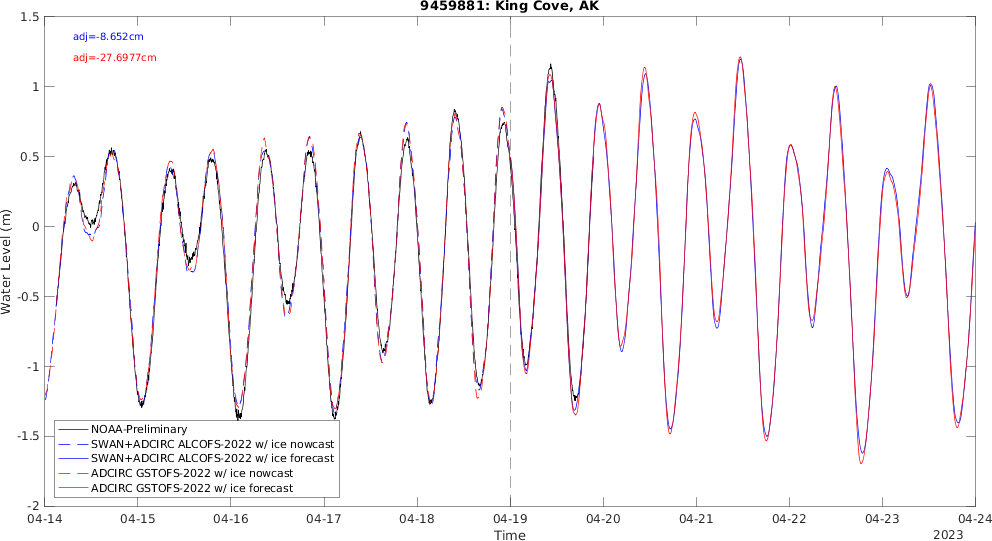 9459881: King Cove, AK
adj=-8.652cm
adj=-27.6977cm
1.5
1
0.5
0
-0.5
-1
-1.5
-2
Water Level (m)
NOAA-Preliminary
SWAN+ADCIRC ALCOFS-2022 w/ ice nowcast
SWAN+ADCIRC ALCOFS-2022 w/ ice forecast
ADCIRC GSTOFS-2022 w/ ice nowcast
ADCIRC GSTOFS-2022 w/ ice forecast
04-14 04-15 04-16 04-17 04-18 04-19 04-20 04-21 04-22 04-23 04-24
Time
2023